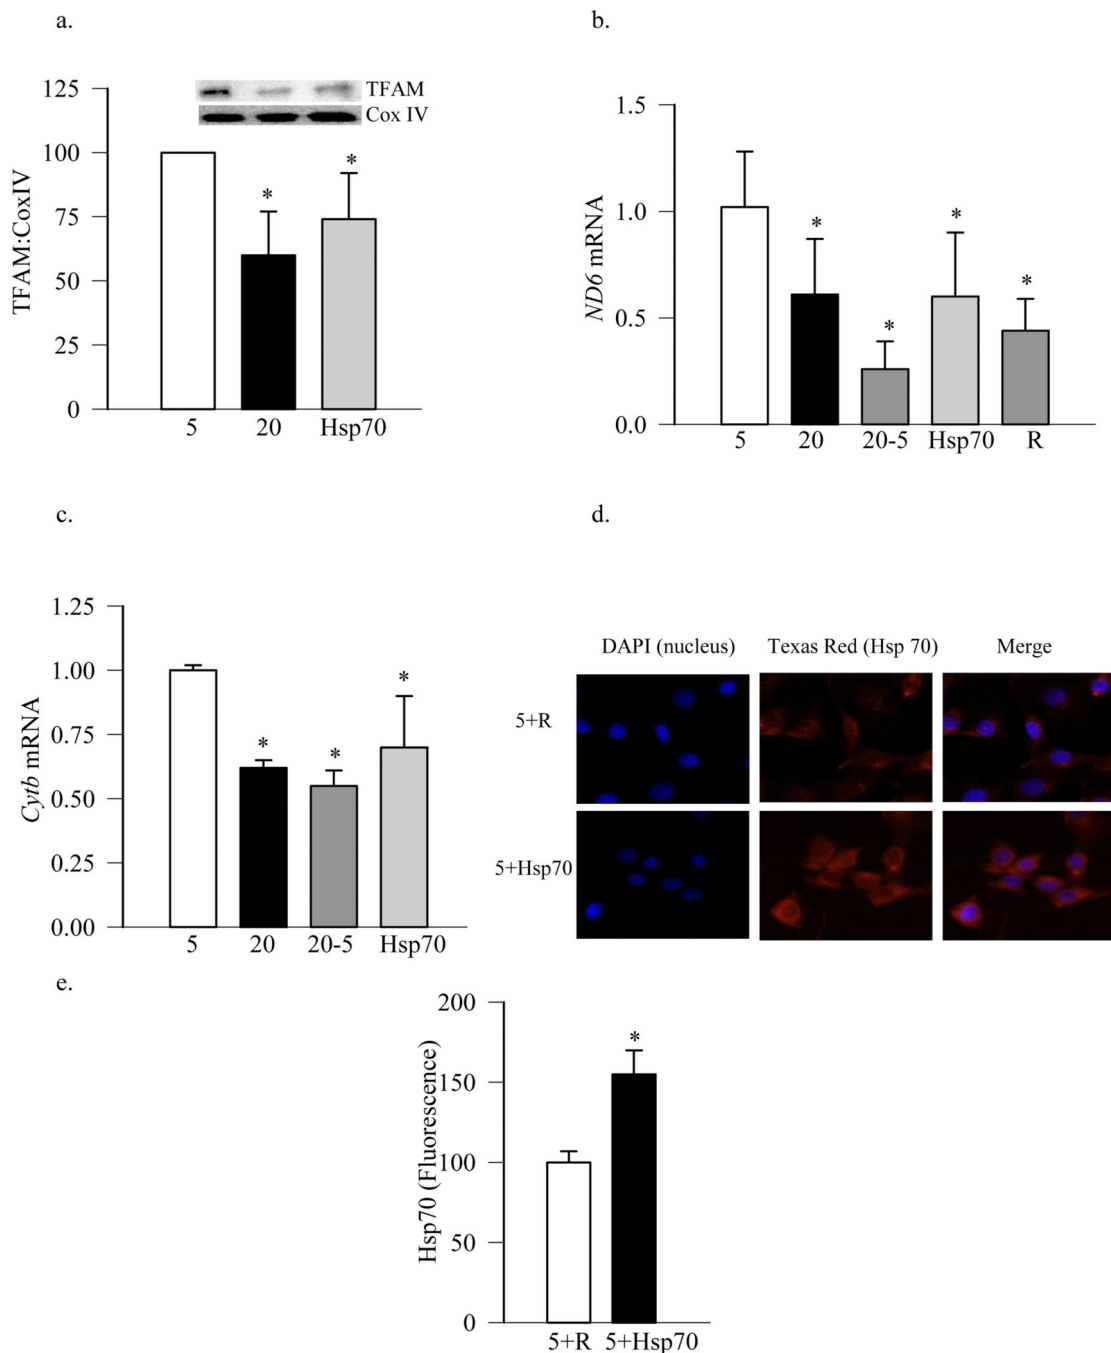 a.
125
100
75
50
25
0
TFAM:CoxIV
TFAM
Cox IV
*
*
5 20 Hsp70
b.
1.5
1.0
0.5
0.0
ND6 mRNA
*
*
*
*
5 20 20-5 Hsp70 R
c.
1.25
1.00
0.75
0.50
0.25
0.00
Cytb mRNA
*
*
*
5 20 20-5 Hsp70
d.
DAPI (nucleus) Texas Red (Hsp 70) Merge
5+R
5+Hsp70
e.
200
150
100
50
0
Hsp70 (Fluorescence)
*
5+R 5+Hsp70